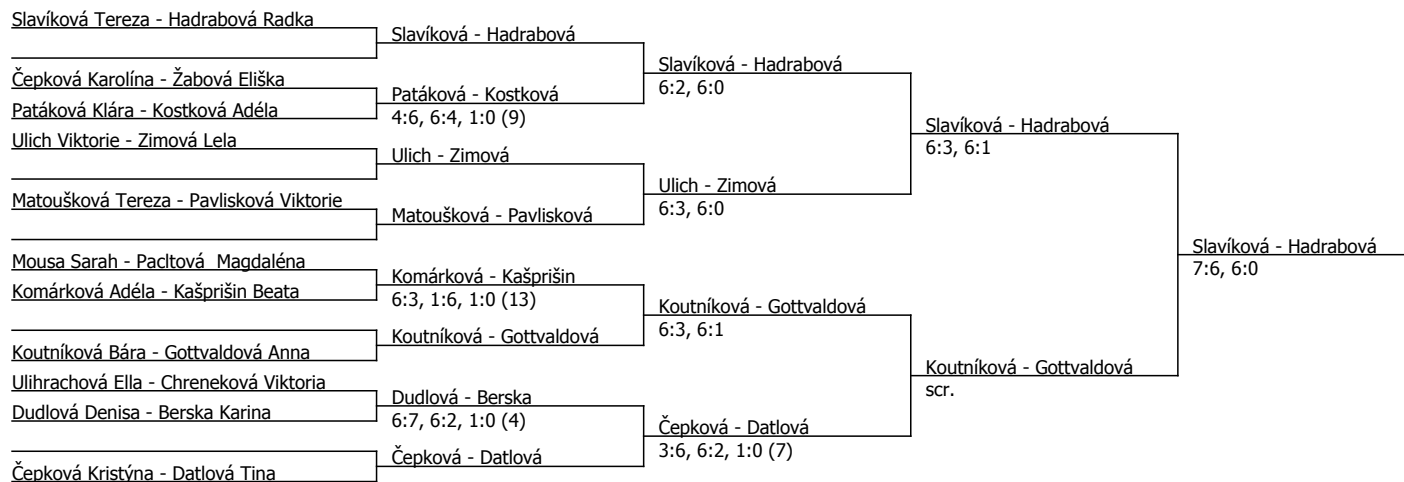 Slavíková Tereza - Hadrabová Radka
Čepková Karolína - Žabová Eliška
Patáková Klára - Kostková Adéla
Ulich Viktorie - Zimová Lela
Matoušková Tereza - Pavlisková Viktorie
Mousa Sarah - Pacltová  Magdaléna
Komárková Adéla - Kašprišin Beata
Koutníková Bára - Gottvaldová Anna
Ulihrachová Ella - Chreneková Viktoria
Dudlová Denisa - Berska Karina
Čepková Kristýna - Datlová Tina
Slavíková - Hadrabová
Patáková - Kostková
4:6, 6:4, 1:0 (9)
Ulich - Zimová
Matoušková - Pavlisková
Komárková - Kašprišin
6:3, 1:6, 1:0 (13)
Koutníková - Gottvaldová
Dudlová - Berska
6:7, 6:2, 1:0 (4)
Čepková - Datlová
Slavíková - Hadrabová
6:2, 6:0
Ulich - Zimová
6:3, 6:0
Koutníková - Gottvaldová
6:3, 6:1
Čepková - Datlová
3:6, 6:2, 1:0 (7)
Slavíková - Hadrabová
6:3, 6:1
Koutníková - Gottvaldová
scr.
Slavíková - Hadrabová
7:6, 6:0